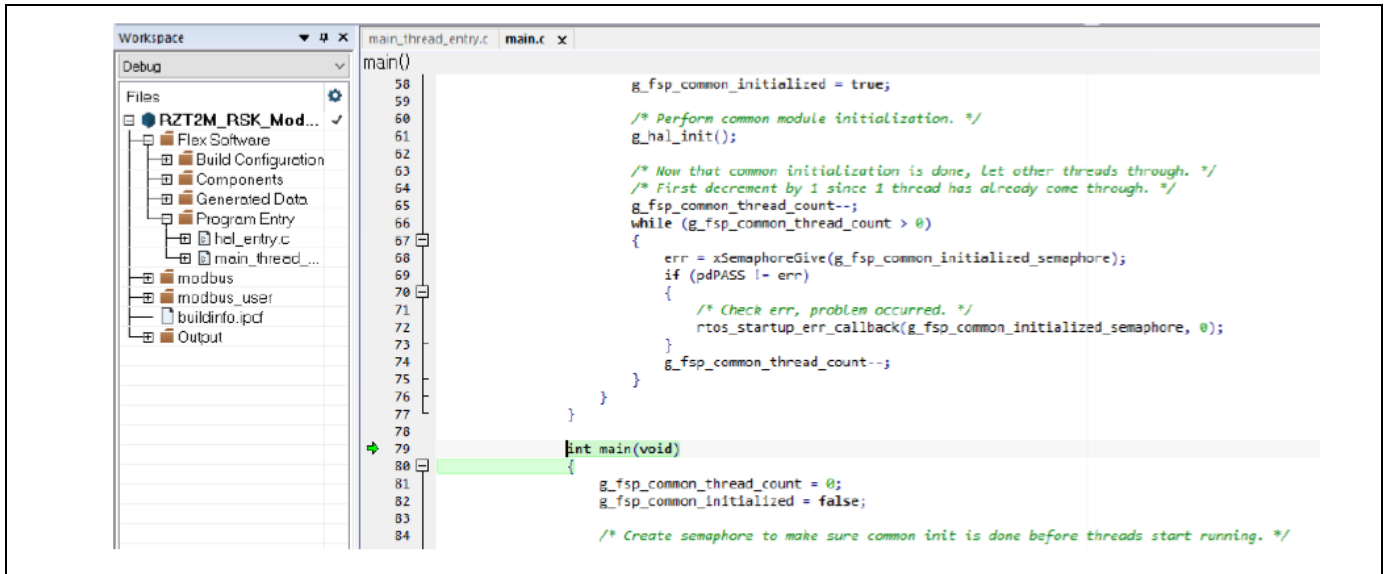 Workspace
Debug
Files
RZT2M_RSK_Mod...
Flex Software
Build Configuration
Components
Generated Data
Program Entry
hal_entry.c
main_thread_...
modbus
modbus_user
buildinfo.ipcf
Output
main_thread_entry.c main.c x
main()
58 g_fsp_common_initialized = true;
59
60 /* Perform common module initialization. */
61 g_hal_init();
62
63 /* Now that common initialization is done, let other threads through. */
64 /* First decrement by 1 since 1 thread has already come through. */
65 g_fsp_common_thread_count--;
66 while (g_fsp_common_thread_count > 0)
67 {
68 err = xSemaphoreGive(g_fsp_common_initialized_semaphore);
69 if (pdPASS != err)
70 {
71 /* Check err, problem occurred. */
72 rtos_startup_err_callback(g_fsp_common_initialized_semaphore, 0);
73 }
74 g_fsp_common_thread_count--;
75 }
76 }
77 }
78
79 int main(void)
80 {
81 g_fsp_common_thread_count = 0;
82 g_fsp_common_initialized = false;
83
84 /* Create semaphore to make sure common init is done before threads start running. */